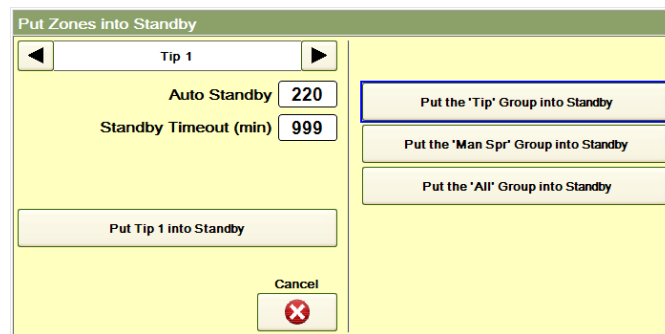 Put Zones into Standby
Tip 1
Auto Standby 220
Standby Timeout (min) 999
Put Tip 1 into Standby
Cancel
Put the 'Tip' Group into Standby
Put the 'Man Spr' Group into Standby
Put the 'All' Group into Standby